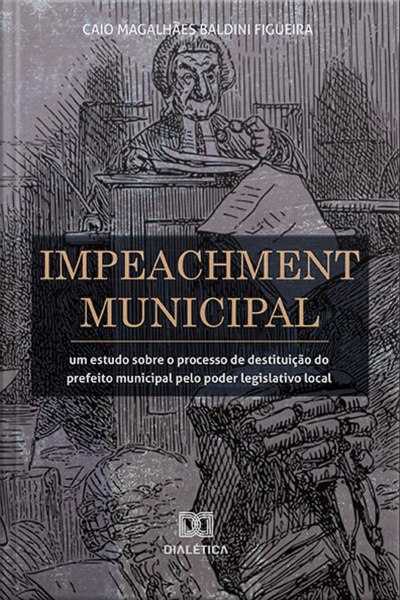 CAIO MAGALHÃES BALDINI FIGUEIRA
IMPEACHMENT
MUNICIPAL
um estudo sobre o processo de destituição do
prefeito municipal pelo poder legislativo local
DIALÉTICA